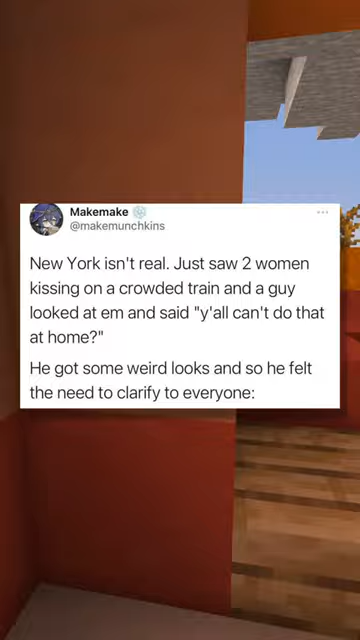 Makemake
@makemunchkins
New York isn't real. Just saw 2 women
kissing on a crowded train and a guy
looked at em and said "y'all can't do that
at home?"
He got some weird looks and so he felt
the need to clarify to everyone: